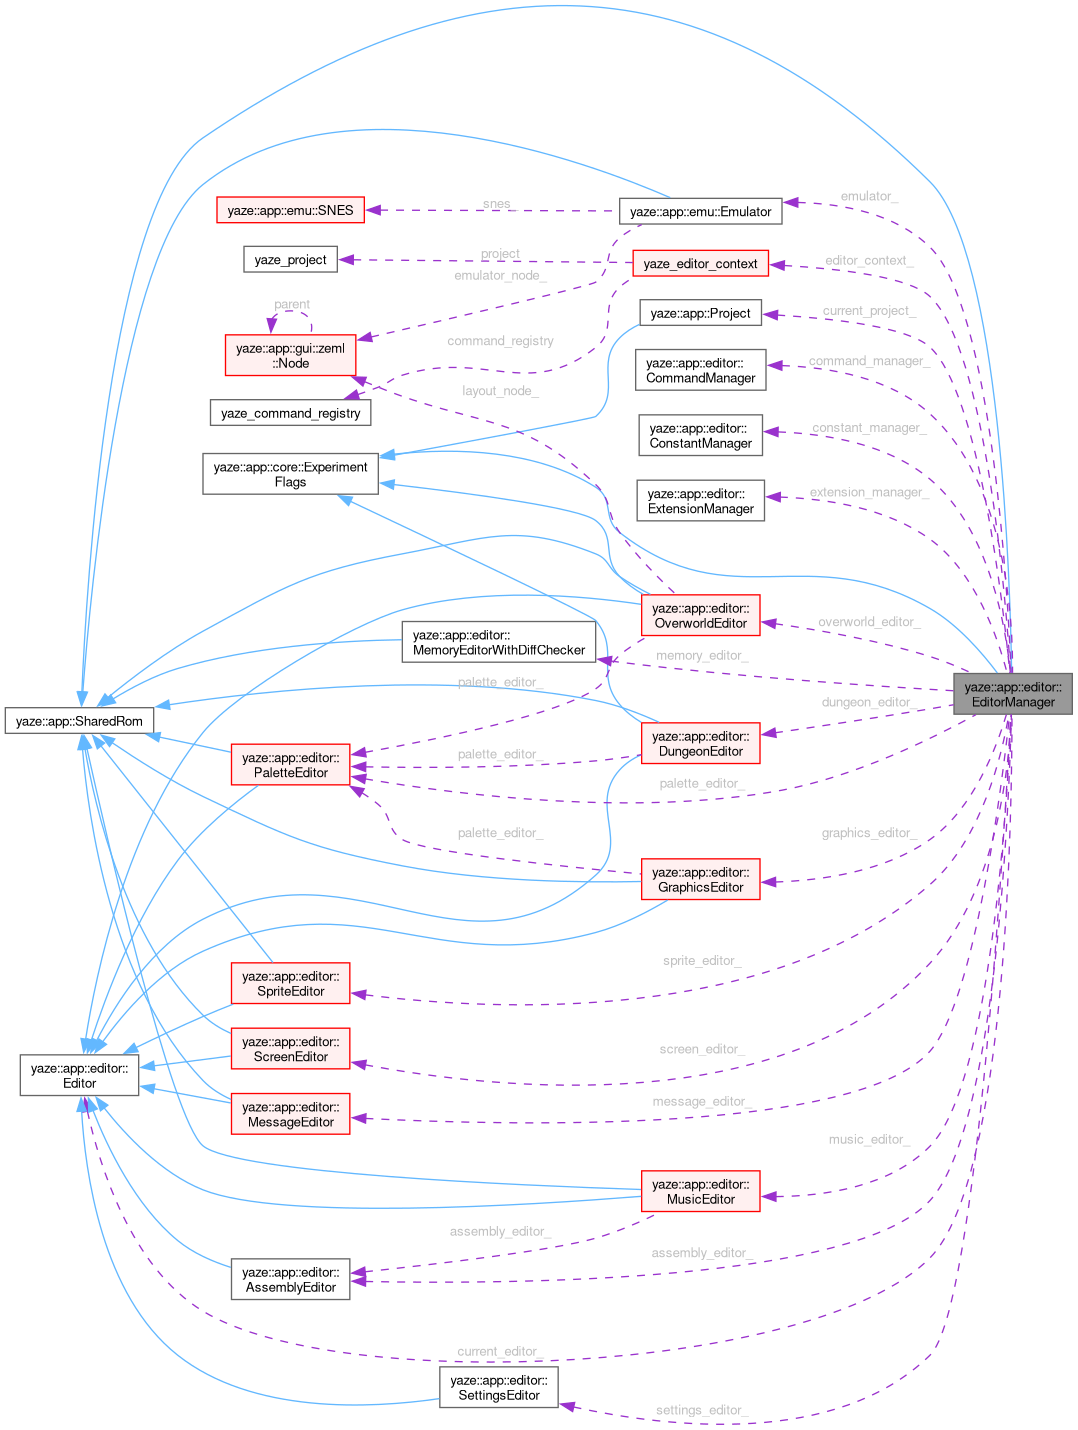 emulator_
yaze::app::emu::SNES
snes
yaze::app::emu::Emulator
yaze_project
project
yaze_editor_context
editor_context_
emulator_node_
parent
yaze::app::Project
current_project_
yaze::app::gui::zeml
::Node
command_registry
yaze::app::editor::
CommandManager
command_manager_
layout_node_
yaze_command_registry
yaze::app::editor::
ConstantManager
constant_manager_
yaze::app::core::Experiment
Flags
yaze::app::editor::
ExtensionManager
extension_manager_
yaze::app::editor::
OverworldEditor
overworld_editor_
yaze::app::editor::
MemoryEditorWithDiffChecker
memory_editor_
palette_editor_
yaze::app::editor::
EditorManager
dungeon_editor_
yaze::app::SharedRom
yaze::app::editor::
DungeonEditor
yaze::app::editor::
PaletteEditor
palette_editor_
palette_editor_
palette_editor_
graphics_editor_
yaze::app::editor::
GraphicsEditor
sprite_editor_
yaze::app::editor::
SpriteEditor
yaze::app::editor::
ScreenEditor
screen_editor_
yaze::app::editor::
Editor
yaze::app::editor::
MessageEditor
message_editor_
music_editor_
yaze::app::editor::
MusicEditor
assembly_editor_
assembly_editor_
yaze::app::editor::
AssemblyEditor
current_editor_
yaze::app::editor::
SettingsEditor
settings_editor_